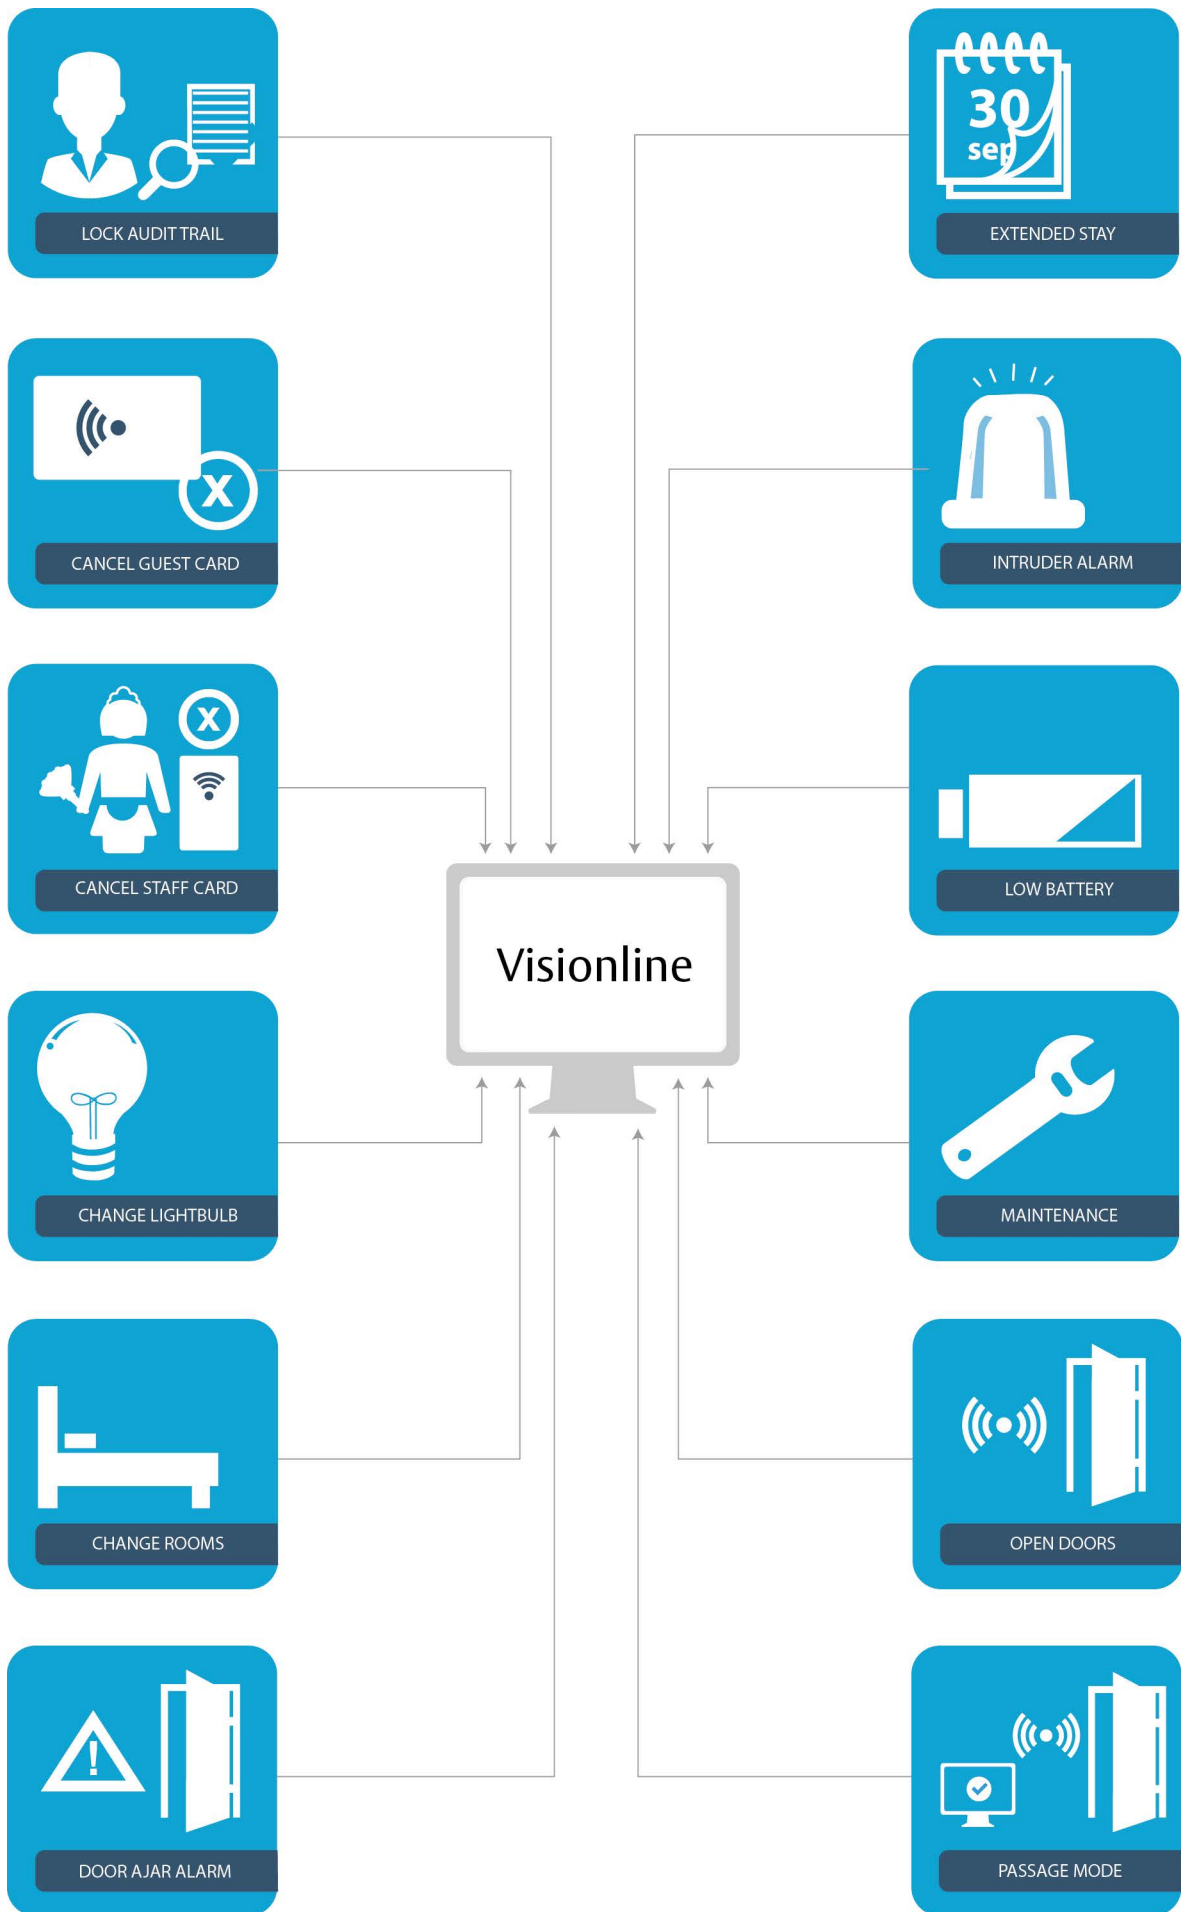 LOCK AUDIT TRAIL
30
sep
EXTENDED STAY
X
CANCEL GUEST CARD
INTRUDER ALARM
X
CANCEL STAFF CARD
LOW BATTERY
Visionline
CHANGE LIGHTBULB
MAINTENANCE
CHANGE ROOMS
OPEN DOORS
!
DOOR AJAR ALARM
PASSAGE MODE